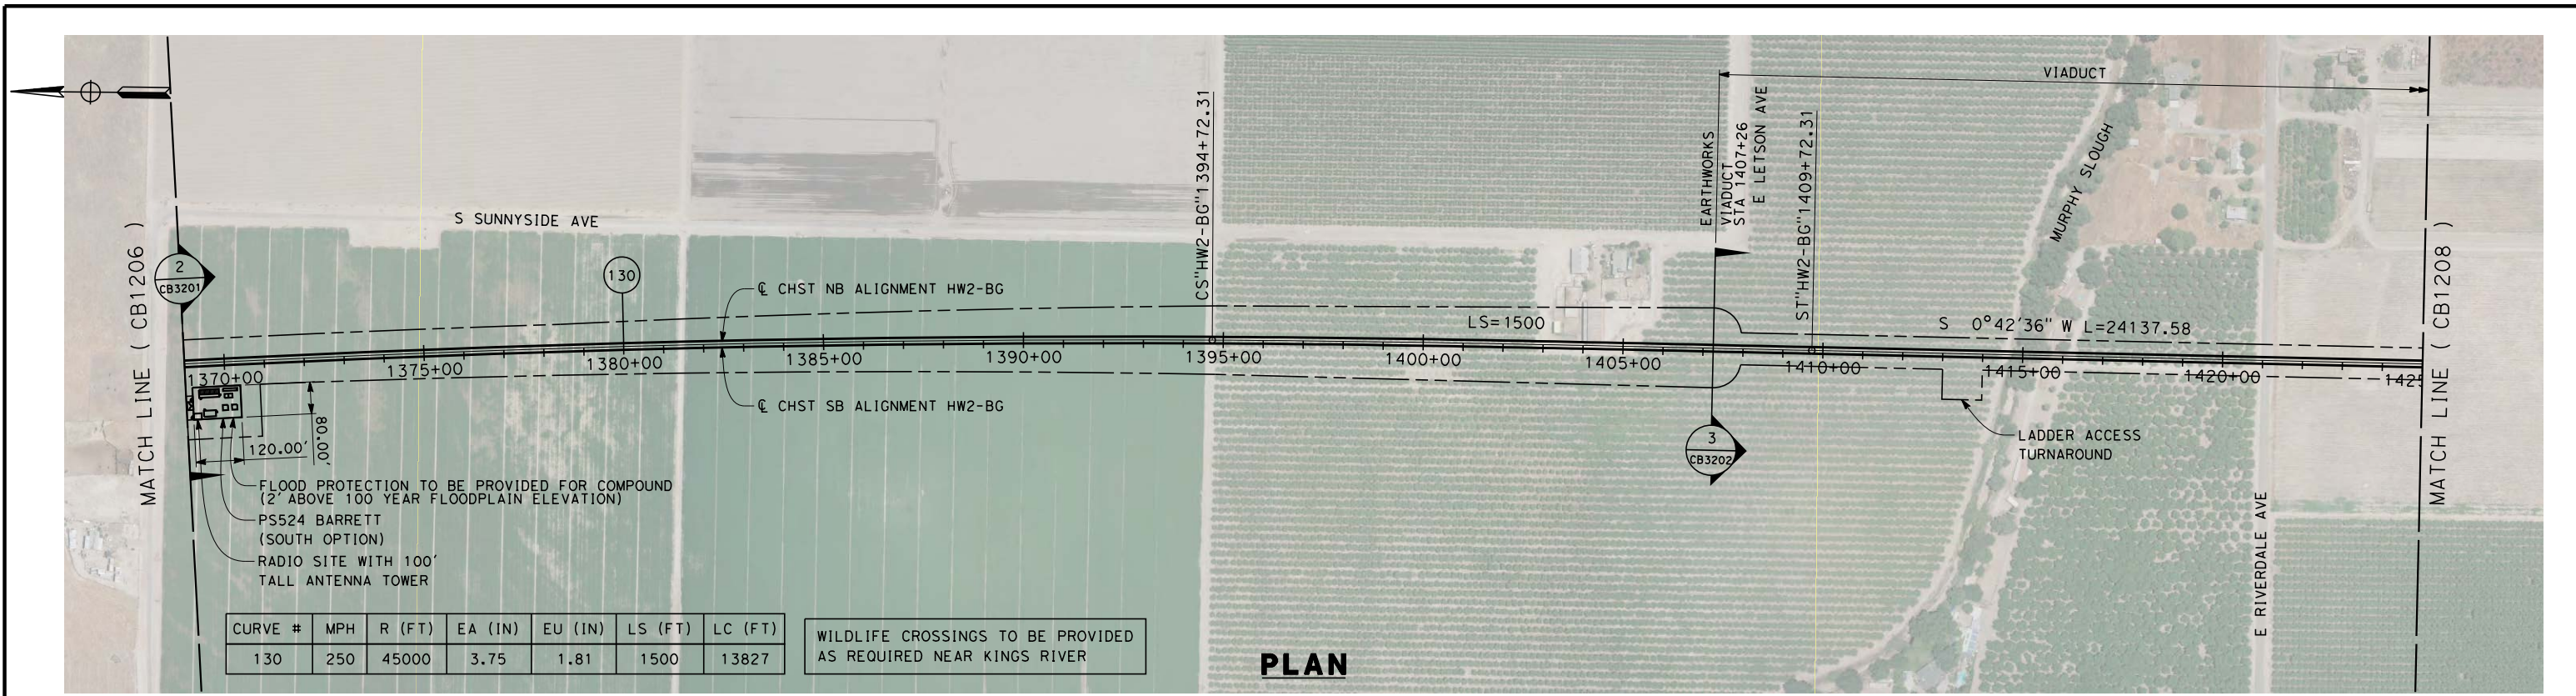 VIADUCT
CS"HW2-BG"1394+72.31
EARTHWORKS
VIADUCT
STA 1407+26
E LETSON AVE
ST"HW2-BG"1409+72.31
MURPHY SLOUGH
S SUNNYSIDE AVE
MATCH LINE ( CB1206 )
2
CB3201
130
℄ CHST NB ALIGNMENT HW2-BG
LS=1500
S 0°42'36" W L=24137.58
MATCH LINE ( CB1208 )
1370+00
1375+00
1380+00
1385+00
1390+00
1395+00
1400+00
1405+00
1410+00
1415+00
1420+00
1425
℄ CHST SB ALIGNMENT HW2-BG
80.00'
120.00'
3
CB3202
LADDER ACCESS
TURNAROUND
FLOOD PROTECTION TO BE PROVIDED FOR COMPOUND
(2' ABOVE 100 YEAR FLOODPLAIN ELEVATION)
PS524 BARRETT
(SOUTH OPTION)
RADIO SITE WITH 100'
TALL ANTENNA TOWER
E RIVERDALE AVE
CURVE # MPH R (FT) EA (IN) EU (IN) LS (FT) LC (FT)
130 250 45000 3.75 1.81 1500 13827
WILDLIFE CROSSINGS TO BE PROVIDED
AS REQUIRED NEAR KINGS RIVER
PLAN